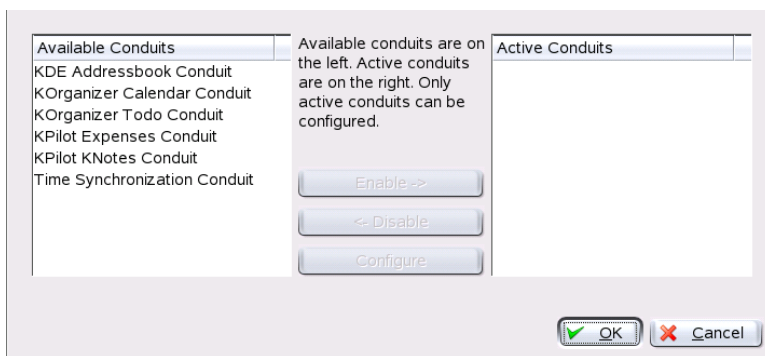 Available Conduits
KDE Addressbook Conduit
KOrganizer Calendar Conduit
KOrganizer Todo Conduit
KPilot Expenses Conduit
KPilot KNotes Conduit
Time Synchronization Conduit
Available conduits are on
the left. Active conduits
are on the right. Only
active conduits can be
configured.
Enable ->
<- Disable
Configure
Active Conduits
OK
Cancel